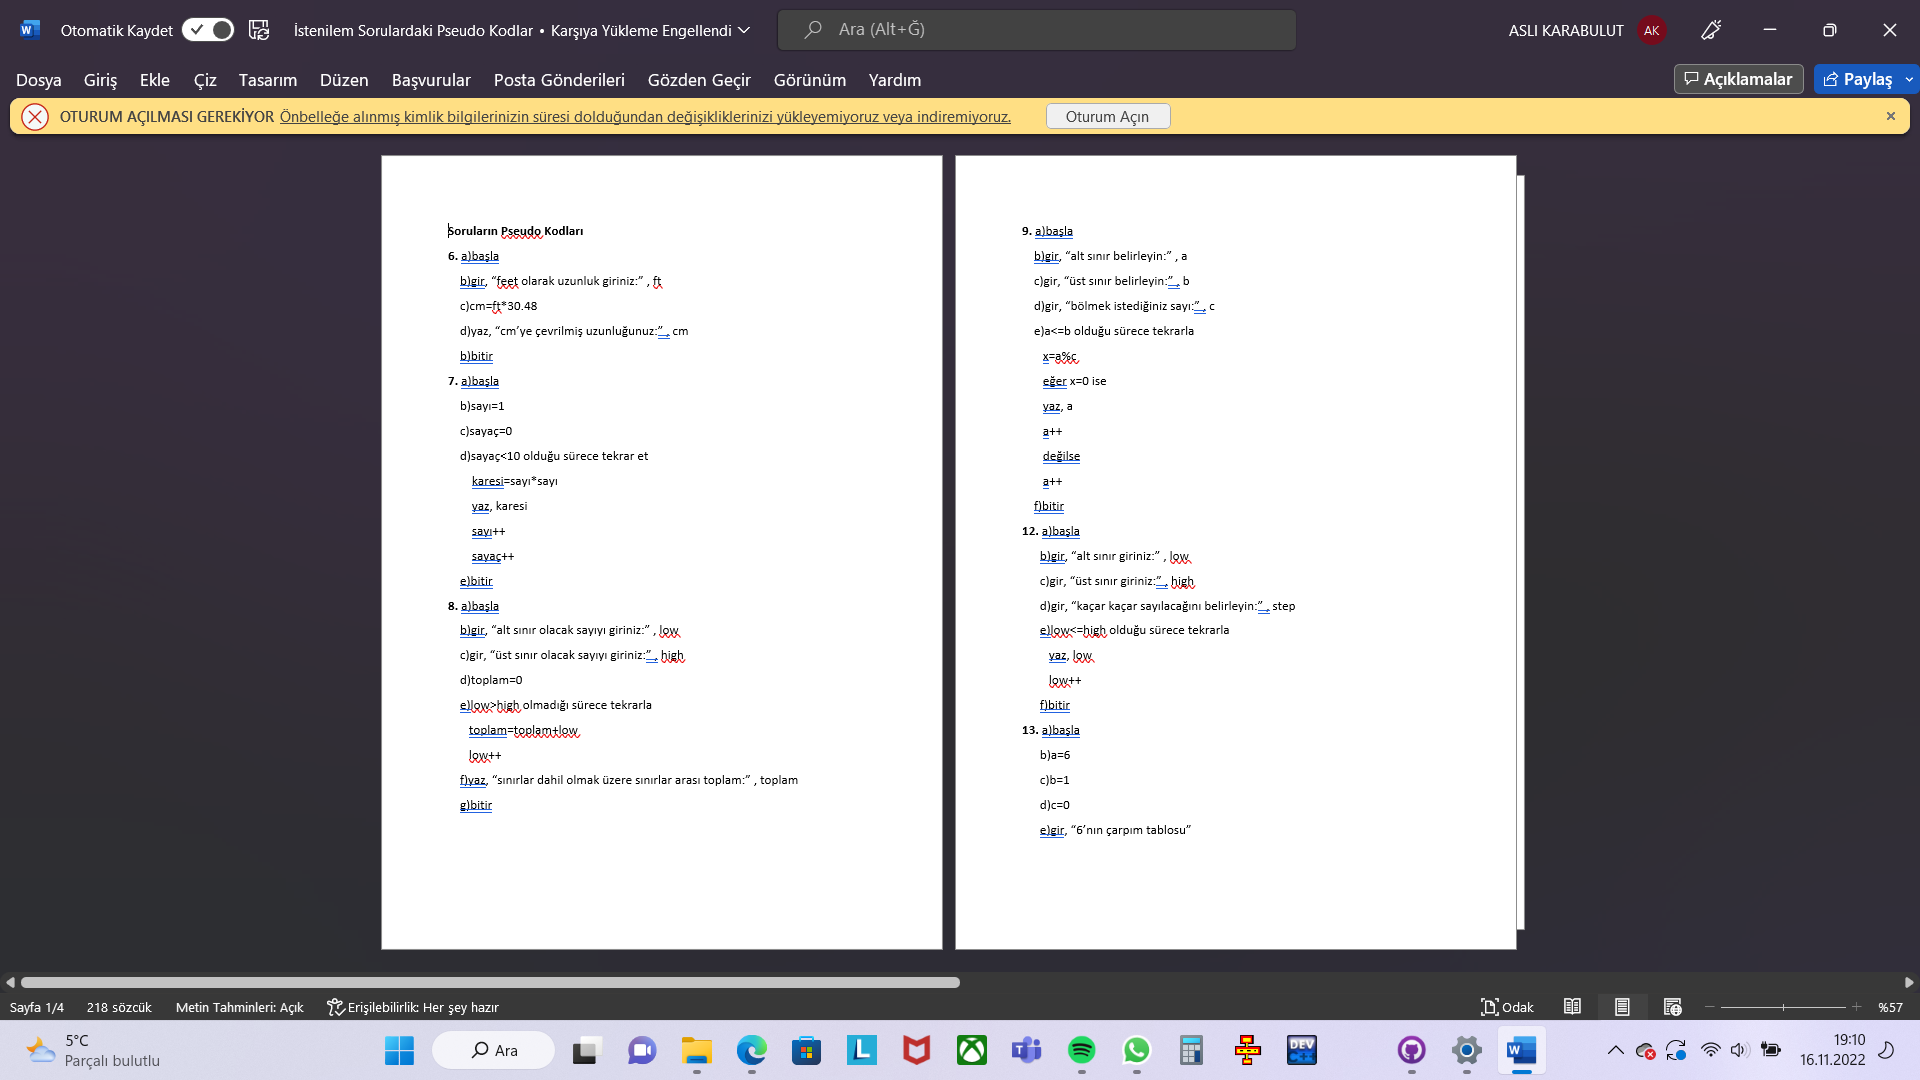 Otomatik Kaydet
İstenilem Sorulardaki Pseudo Kodlar • Karşıya Yükleme Engellendi
Ara (Alt+Ğ)
ASLI KARABULUT
AK
Dosya Giriş Ekle Çiz Tasarım Düzen Başvurular Posta Gönderileri Gözden Geçir Görünüm Yardım
Açıklamalar
Paylaş
OTURUM AÇILMASI GEREKİYOR Önbelleğe alınmış kimlik bilgilerinizin süresi dolduğundan değişikliklerinizi yükleyemiyoruz veya indiremiyoruz.
Oturum Açın
Soruların Pseudo Kodları
6. a)başla
b)gir, “feet olarak uzunluk giriniz:” , ft
c)cm=ft*30.48
d)yaz, “cm’ye çevrilmiş uzunluğunuz:” , cm
b)bitir
7. a)başla
b)sayı=1
c)sayaç=0
d)sayaç<10 olduğu sürece tekrar et
karesi=sayı*sayı
yaz, karesi
sayı++
sayaç++
e)bitir
8. a)başla
b)gir, “alt sınır olacak sayıyı giriniz:” , low
c)gir, “üst sınır olacak sayıyı giriniz:” , high
d)toplam=0
e)low>high olmadığı sürece tekrarla
toplam=toplam+low
low++
f)yaz, “sınırlar dahil olmak üzere sınırlar arası toplam:” , toplam
g)bitir
9. a)başla
b)gir, “alt sınır belirleyin:” , a
c)gir, “üst sınır belirleyin:” , b
d)gir, “bölmek istediğiniz sayı:” , c
e)a<=b olduğu sürece tekrarla
x=a%c
eğer x=0 ise
yaz, a
a++
değilse
a++
f)bitir
12. a)başla
b)gir, “alt sınır giriniz:” , low
c)gir, “üst sınır giriniz:” , high
d)gir, “kaçar kaçar sayılacağını belirleyin:” , step
e)low<=high olduğu sürece tekrarla
yaz, low
low++
f)bitir
13. a)başla
b)a=6
c)b=1
d)c=0
e)gir, “6’nın çarpım tablosu”
Sayfa 1/4
218 sözcük
Metin Tahminleri: Açık
Erişilebilirlik: Her şey hazır
Odak
%57
5°C
Parçalı bulutlu
Ara
DEV
C++
19:10
16.11.2022